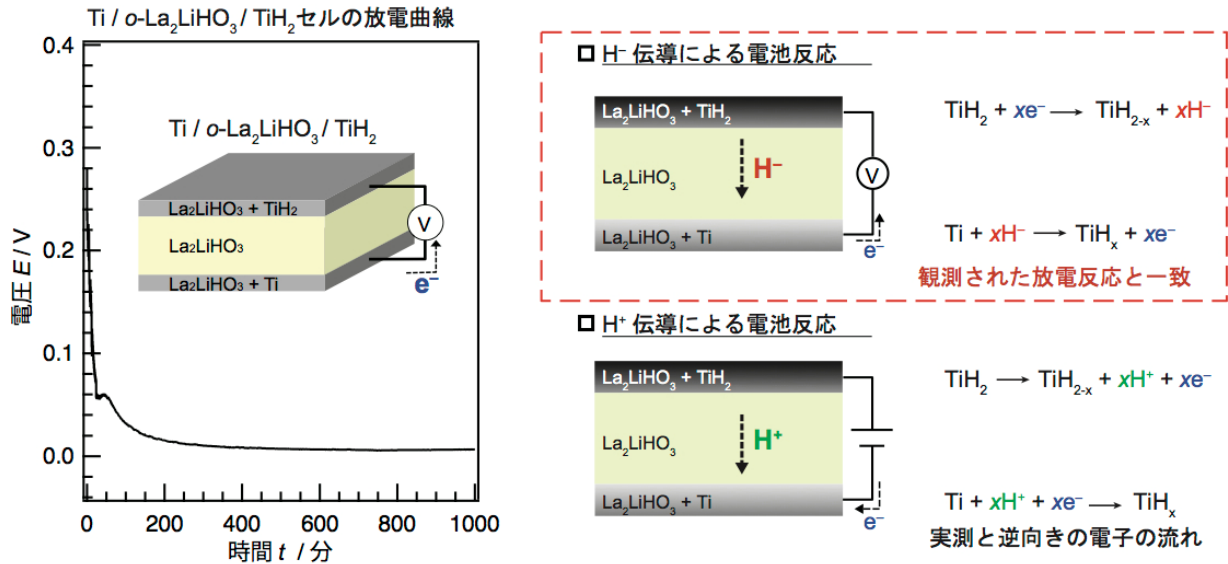 Ti / o-La₂LiHO₃ / TiH₂セルの放電曲線
0.4
0.3
0.2
0.1
0.0
電圧 E / V
0
200
400
600
800
1000
時間 t / 分
Ti / o-La₂LiHO₃ / TiH₂
La₂LiHO₃ + TiH₂
La₂LiHO₃
La₂LiHO₃ + Ti
V
e⁻
H⁻ 伝導による電池反応
La₂LiHO₃ + TiH₂
La₂LiHO₃
H⁻
La₂LiHO₃ + Ti
V
e⁻
TiH₂ + xe⁻ → TiH₂₋ₓ + xH⁻
Ti + xH⁻ → TiHₓ + xe⁻
観測された放電反応と一致
H⁺ 伝導による電池反応
La₂LiHO₃ + TiH₂
La₂LiHO₃
H⁺
La₂LiHO₃ + Ti
e⁻
TiH₂ → TiH₂₋ₓ + xH⁺ + xe⁻
Ti + xH⁺ + xe⁻ → TiHₓ
実測と逆向きの電子の流れ